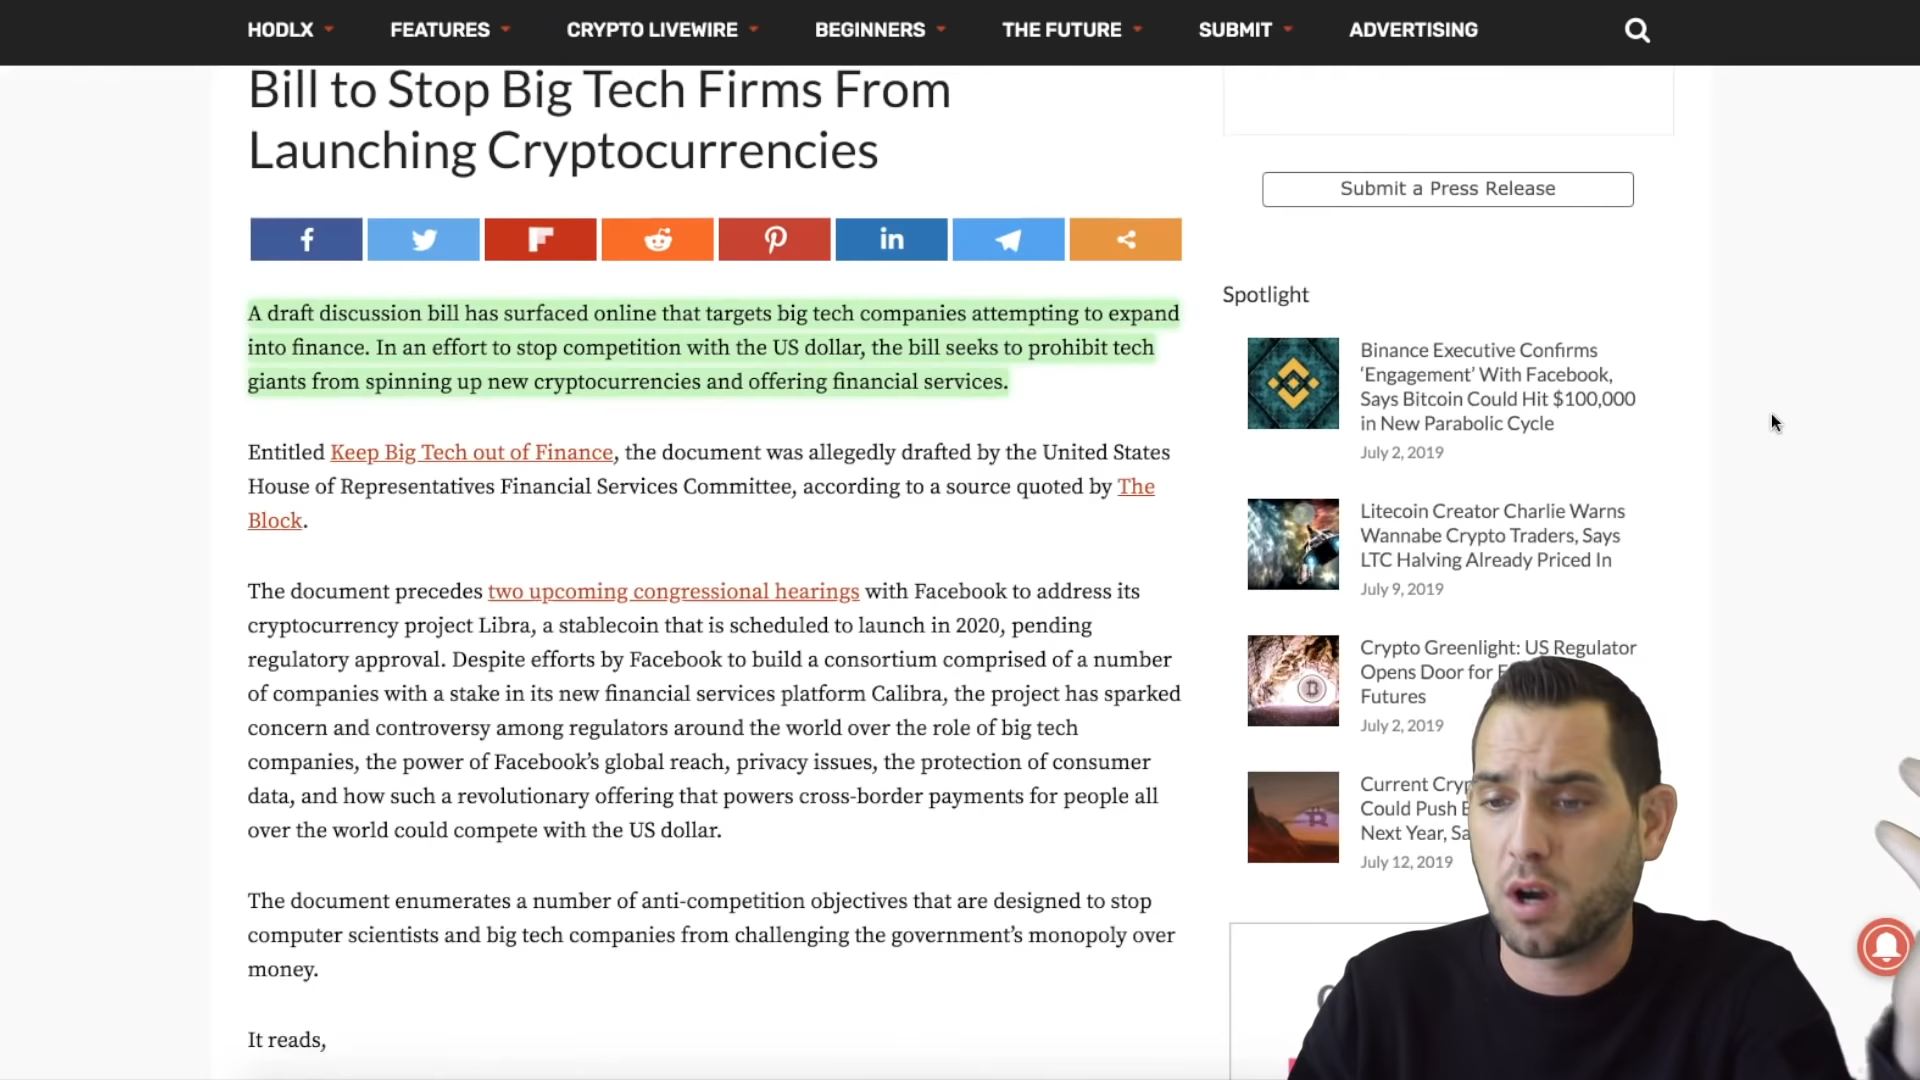 HODLX FEATURES CRYPTO LIVEWIRE BEGINNERS THE FUTURE SUBMIT ADVERTISING
Bill to Stop Big Tech Firms From
Launching Cryptocurrencies
A draft discussion bill has surfaced online that targets big tech companies attempting to expand
into finance. In an effort to stop competition with the US dollar, the bill seeks to prohibit tech
giants from spinning up new cryptocurrencies and offering financial services.
Entitled Keep Big Tech out of Finance, the document was allegedly drafted by the United States
House of Representatives Financial Services Committee, according to a source quoted by The
Block.
The document precedes two upcoming congressional hearings with Facebook to address its
cryptocurrency project Libra, a stablecoin that is scheduled to launch in 2020, pending
regulatory approval. Despite efforts by Facebook to build a consortium comprised of a number
of companies with a stake in its new financial services platform Calibra, the project has sparked
concern and controversy among regulators around the world over the role of big tech
companies, the power of Facebook’s global reach, privacy issues, the protection of consumer
data, and how such a revolutionary offering that powers cross-border payments for people all
over the world could compete with the US dollar.
The document enumerates a number of anti-competition objectives that are designed to stop
computer scientists and big tech companies from challenging the government’s monopoly over
money.
It reads,
Submit a Press Release
Spotlight
Binance Executive Confirms
‘Engagement’ With Facebook,
Says Bitcoin Could Hit $100,000
in New Parabolic Cycle
July 2, 2019
Litecoin Creator Charlie Warns
Wannabe Crypto Traders, Says
LTC Halving Already Priced In
July 9, 2019
Crypto Greenlight: US Regulator
Opens Door for
Futures
July 2, 2019
Current
Could Push
Next Year,
July 12, 2019